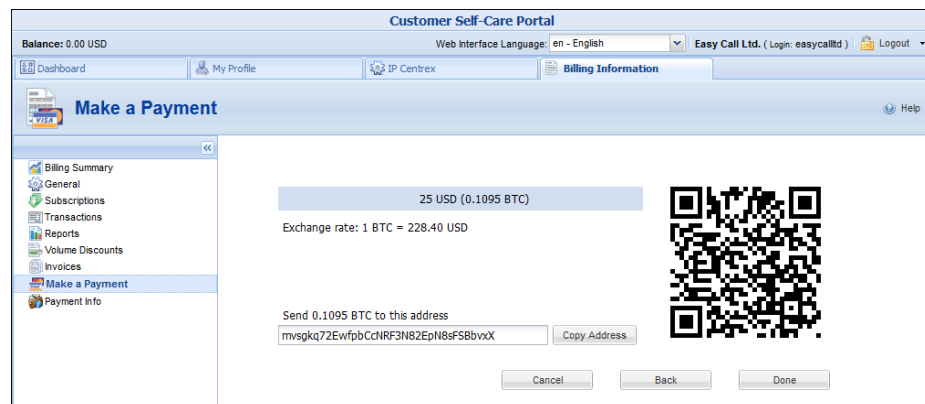 Customer Self-Care Portal
Balance: 0.00 USD Web Interface Language: en - English Easy Call Ltd. ( Login: easycallltd ) Logout
Dashboard My Profile IP Centrex Billing Information
VISA Make a Payment Help
Billing Summary
General
Subscriptions
Transactions
Reports
Volume Discounts
Invoices
Make a Payment
Payment Info
25 USD (0.1095 BTC)
Exchange rate: 1 BTC = 228.40 USD
Send 0.1095 BTC to this address
mvsgkq72EwfpbCcNRF3N82EpN8sFSBbvxX Copy Address
Cancel Back Done